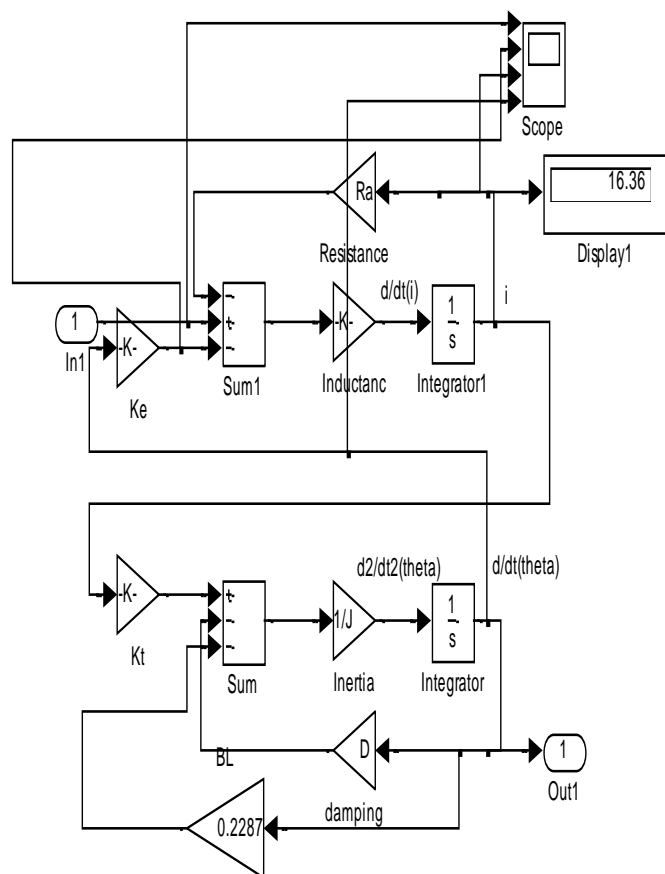 Scope
16.36
Display1
Ra
Resistance
d/dt(i)
i
1
In1
-K-
Ke
-
+
-
Sum1
-K-
Inductanc
1
s
Integrator1
d2/dt2(theta)
d/dt(theta)
-K-
Kt
+
-
-
Sum
1/J
Inertia
1
s
Integrator
BL
D
1
Out1
damping
0.2287